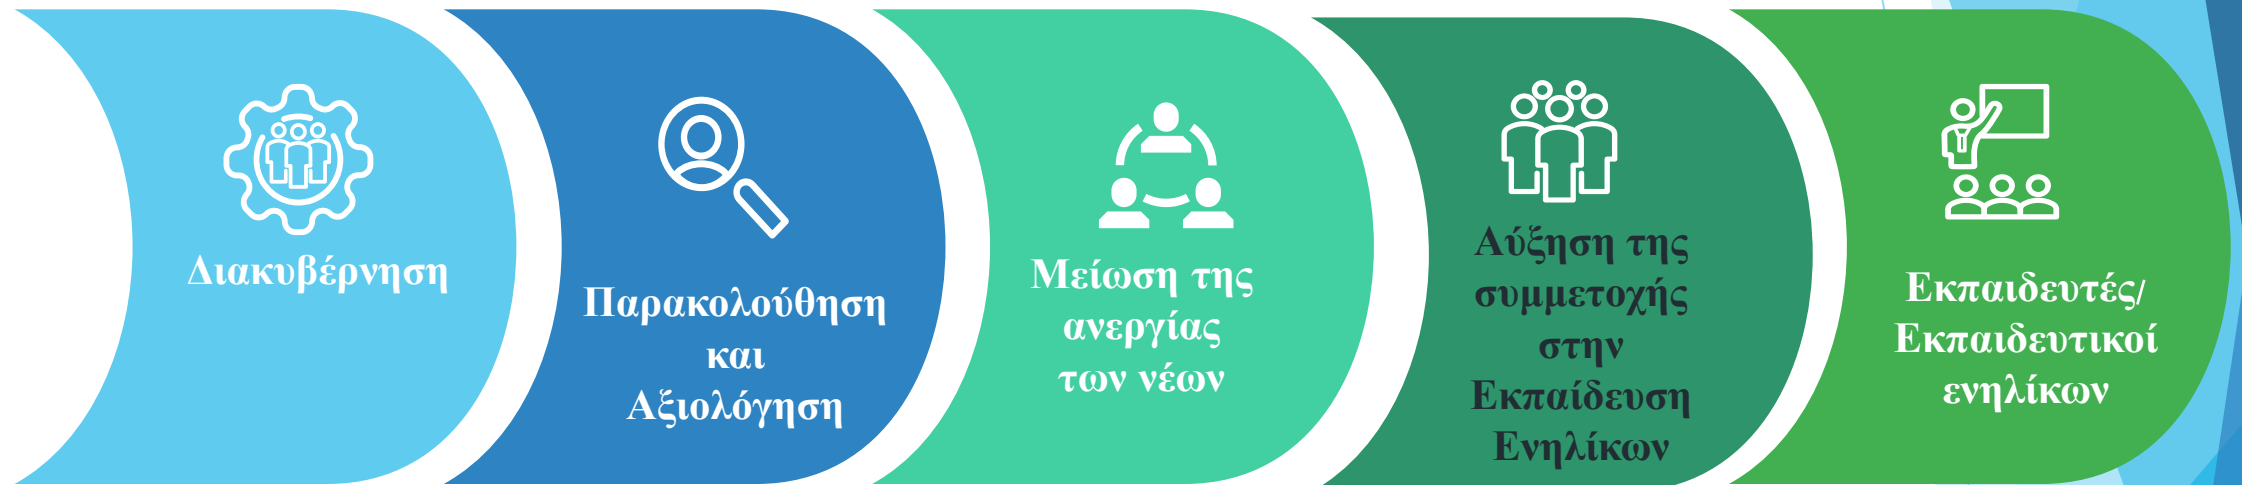 Διακυβέρνηση
Παρακολούθηση
και
Αξιολόγηση
Μείωση της
ανεργίας
των νέων
Αύξηση της
συμμετοχής
στην
Εκπαίδευση
Ενηλίκων
Εκπαιδευτές/
Εκπαιδευτικοί
ενηλίκων